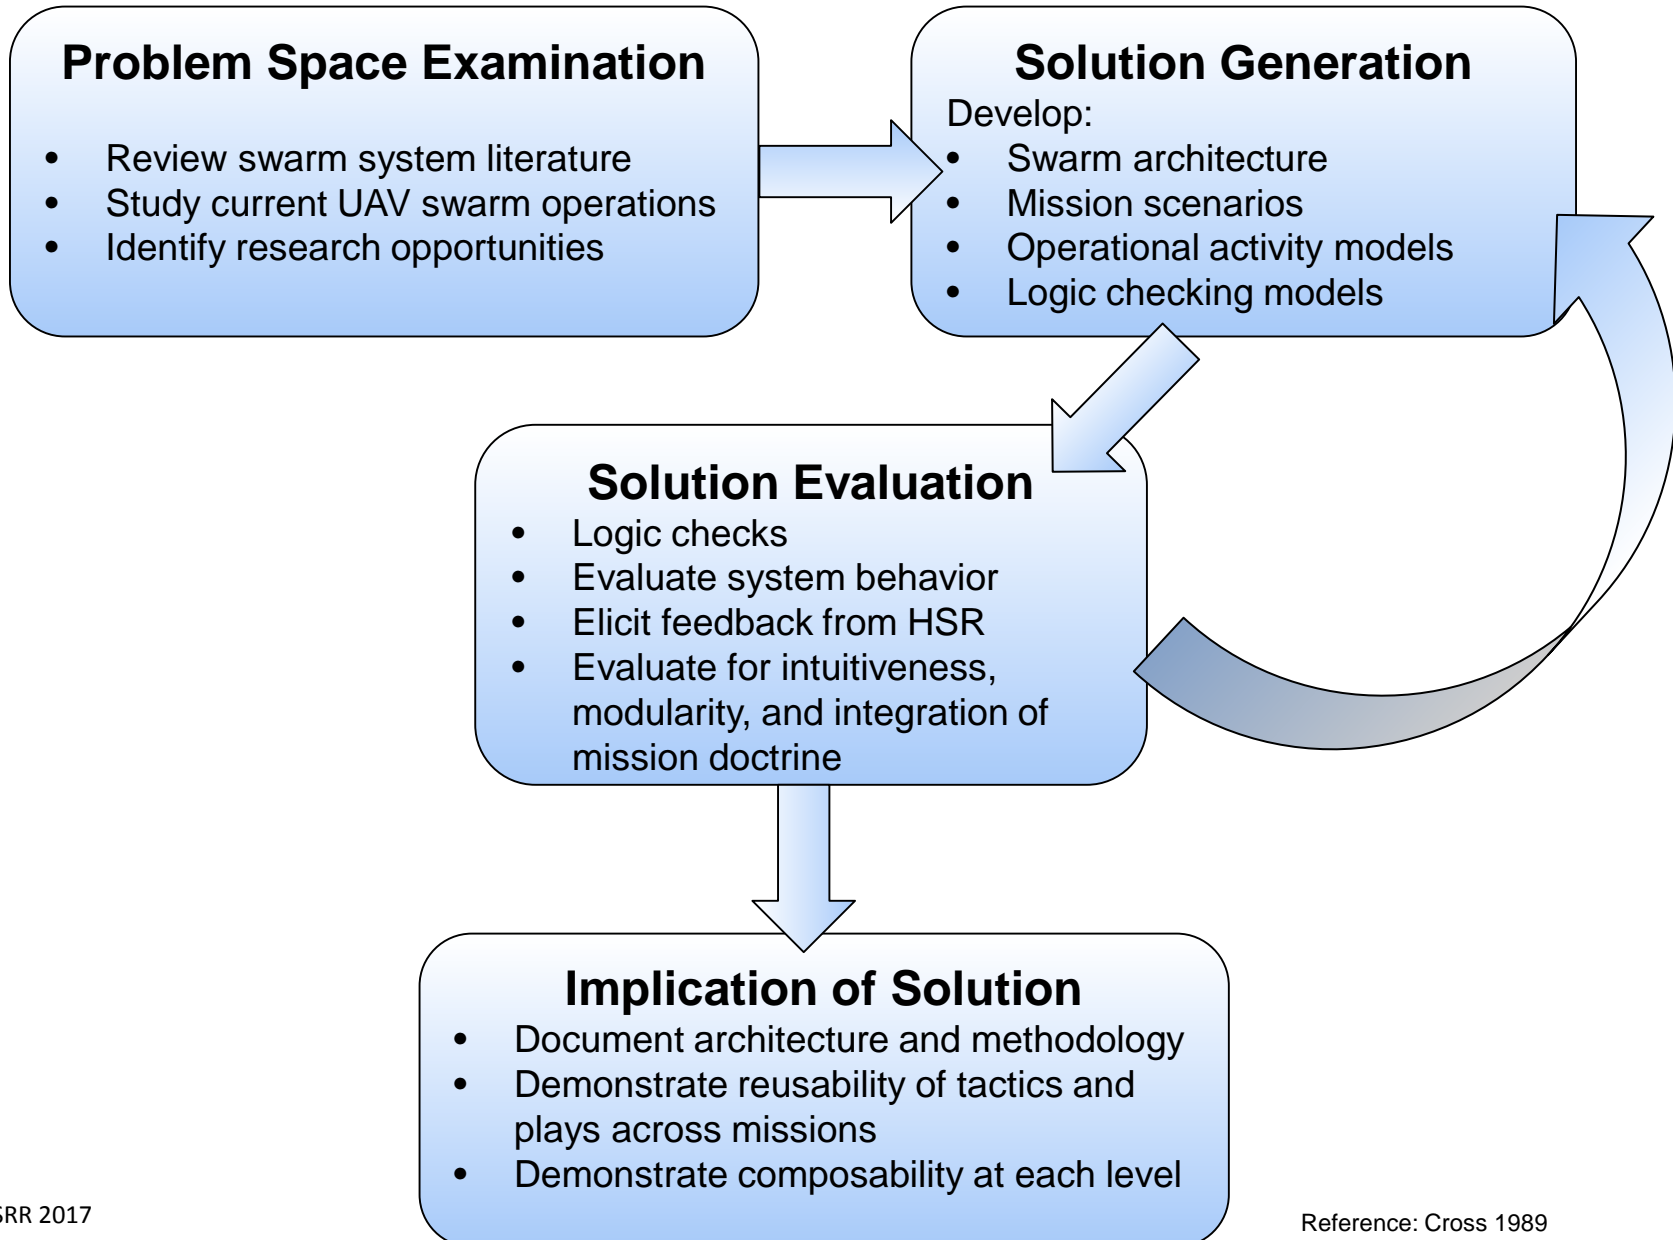 Problem Space Examination
• Review swarm system literature
• Study current UAV swarm operations
• Identify research opportunities
Solution Generation
Develop:
• Swarm architecture
• Mission scenarios
• Operational activity models
• Logic checking models
Solution Evaluation
• Logic checks
• Evaluate system behavior
• Elicit feedback from HSR
• Evaluate for intuitiveness,
modularity, and integration of
mission doctrine
Implication of Solution
• Document architecture and methodology
• Demonstrate reusability of tactics and
plays across missions
• Demonstrate composability at each level
2017
Reference: Cross 1989